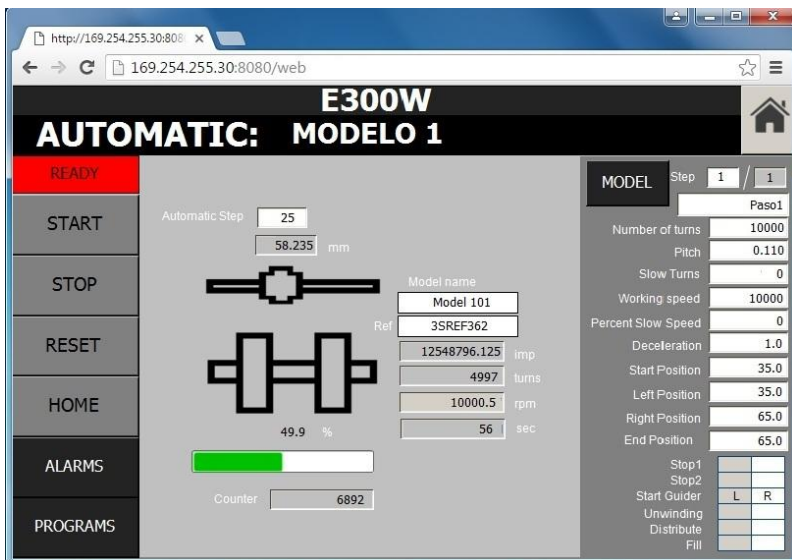 http://169.254.255.30:808
169.254.255.30:8080/web
E300W
AUTOMATIC: MODELO 1
READY
START
STOP
RESET
HOME
ALARMS
PROGRAMS
Automatic Step 25
58.235 mm
Model name
Model 101
Ref 3SREF362
12548796.125 imp
4997 turns
10000.5 rpm
56 sec
49.9 %
Counter 6892
MODEL Step 1 / 1
Paso1
Number of turns 10000
Pitch 0.110
Slow Turns 0
Working speed 10000
Percent Slow Speed 0
Decelleration 1.0
Start Position 35.0
Left Position 35.0
Right Position 65.0
End Position 65.0
Stop1
Stop2
Start Guider L R
Unwinding
Distribute
Fill